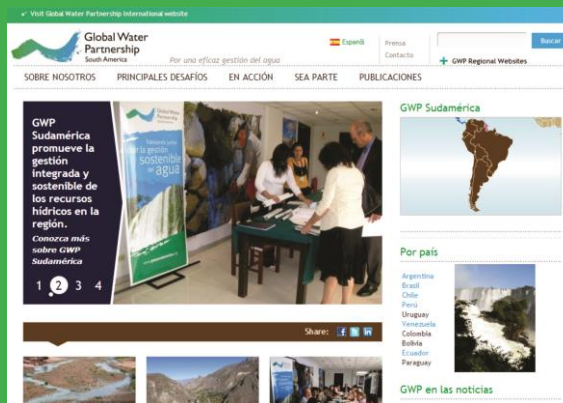 Visit Global Water Partnership International website
Global Water
Partnership
South America
Por una eficaz gestión del agua
Español
Prensa
Contacto
Buscar
+ GWP Regional Websites
SOBRE NOSOTROS PRINCIPALES DESAFÍOS EN ACCIÓN SEA PARTE PUBLICACIONES
GWP
Sudamérica
promueve la
gestión
integrada y
sostenible de
los recursos
hídricos en la
región.
Conozca más
sobre GWP
Sudamérica
1 2 3 4
por la gestión
sostenible
del agua
GWP Sudamérica
Por país
Argentina
Brasil
Chile
Perú
Uruguay
Venezuela
Colombia
Bolivia
Ecuador
Paraguay
Share:
GWP en las noticias